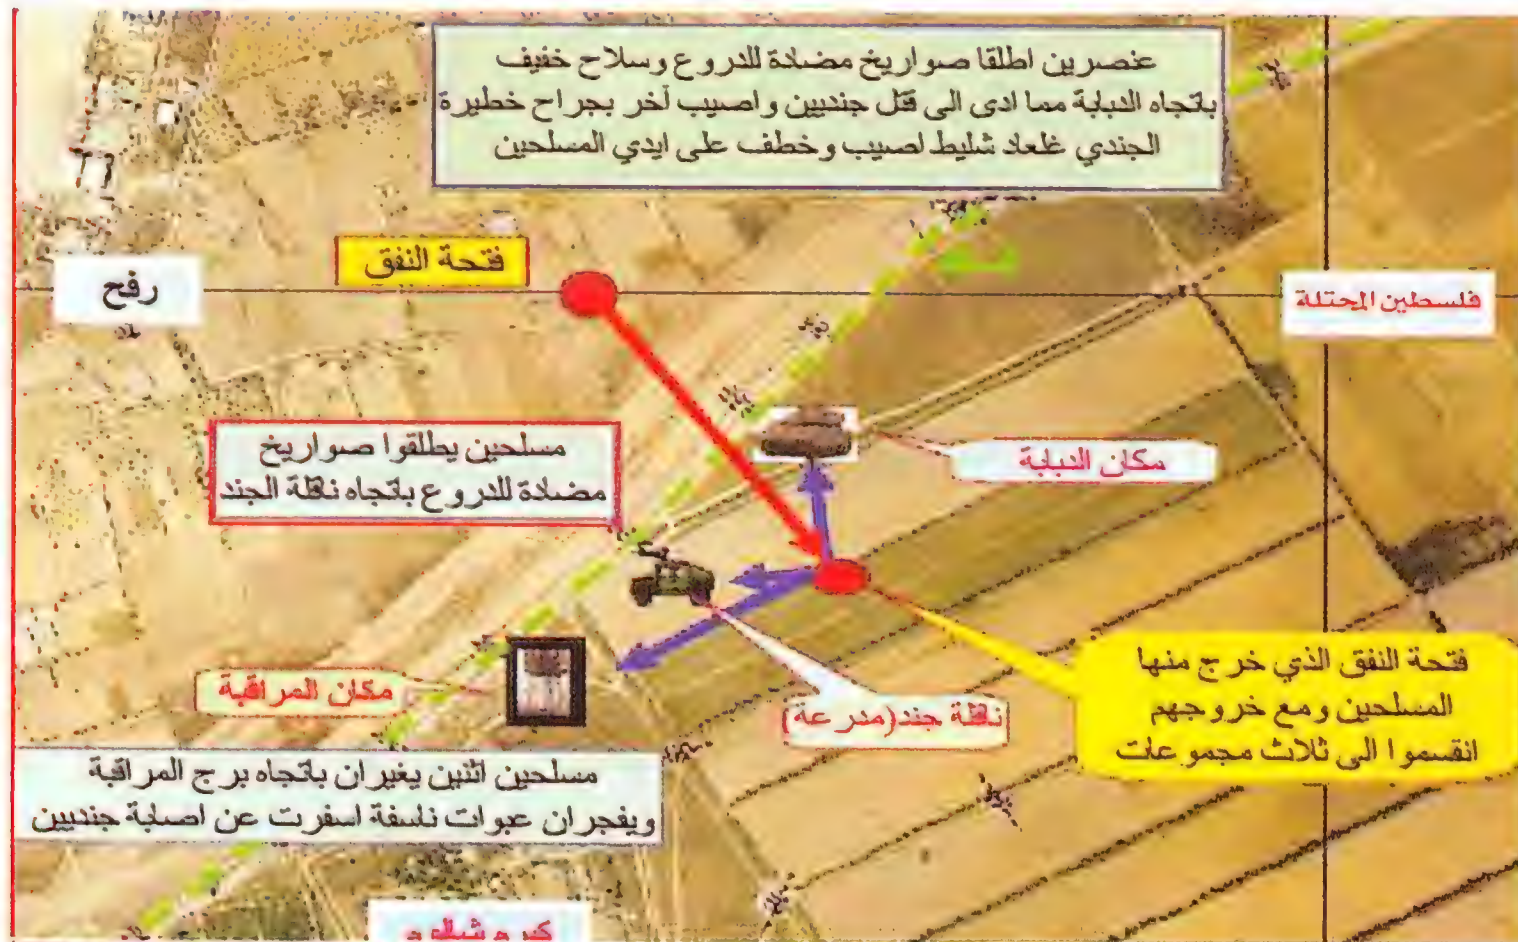 عنصرين اطلقا صواريخ مضادة للدروع وسلاح خفيف
باتجاه الدبابة مما ادى الى قتل جنديين واصيب آخر بجراح خطيرة
الجندي غلعاد شليط اصيب وخطف على ايدي المسلحين
فتحة النفق
رفح
فلسطين المحتلة
مسلحين يطلقوا صواريخ
مضادة للدروع باتجاه ناقلة الجند
مكان الدبابة
مكان المراقبة
ناقلة جند(مدرعة)
فتحة النفق الذي خرج منها
المسلحين ومع خروجهم
انقسموا الى ثلاث مجموعات
مسلحين اثنين يغيران باتجاه برج المراقبة
ويفجران عبوات ناسفة اسفرت عن اصابة جنديين
كيرم شالوم